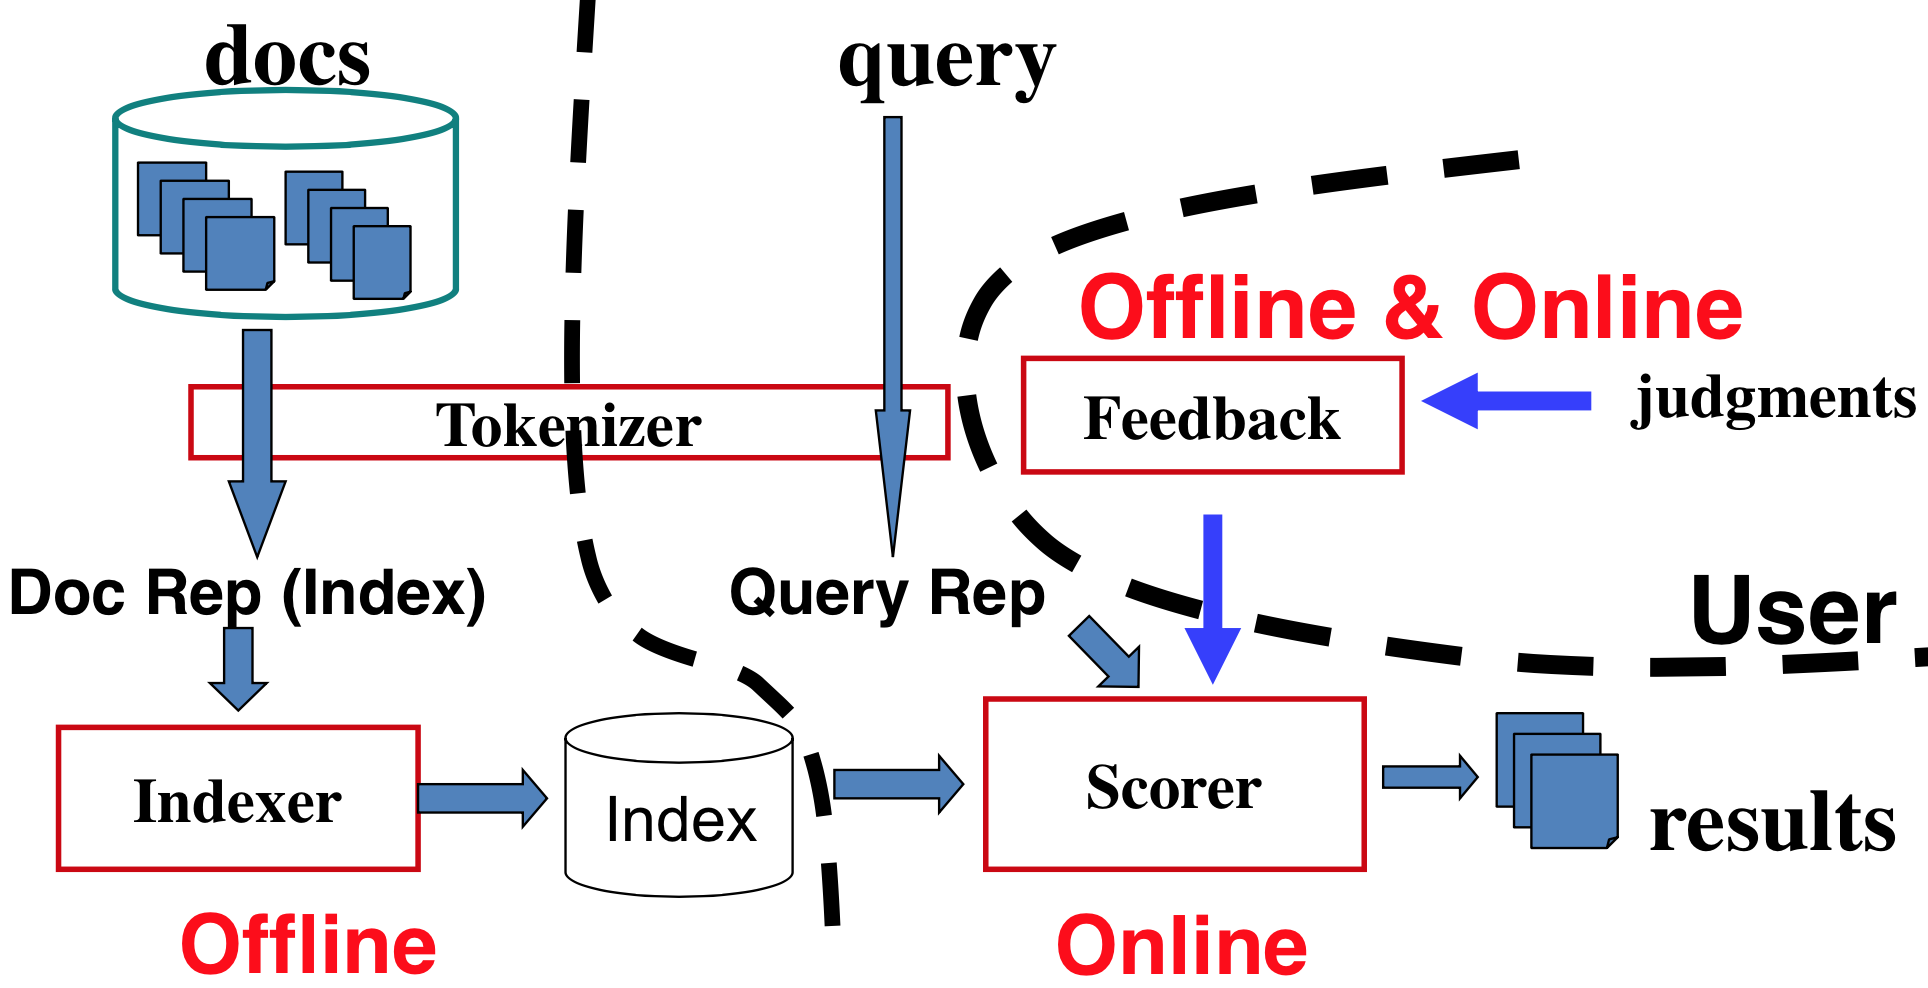 docs
query
Offline & Online
Tokenizer
Feedback
judgments
Doc Rep (Index)
Query Rep
User
Indexer
Index
Scorer
results
Offline
Online